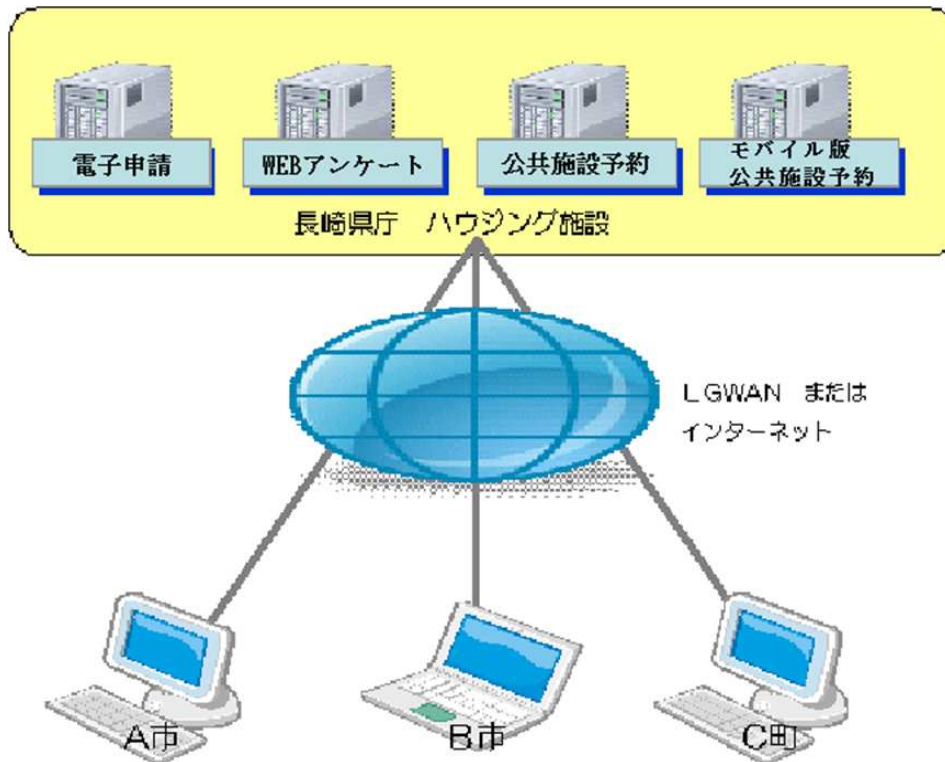 電子申請
WEBアンケート
公共施設予約
モバイル版
公共施設予約
長崎県庁　ハウジング施設
LGWAN　または
インターネット
A市
B市
C町